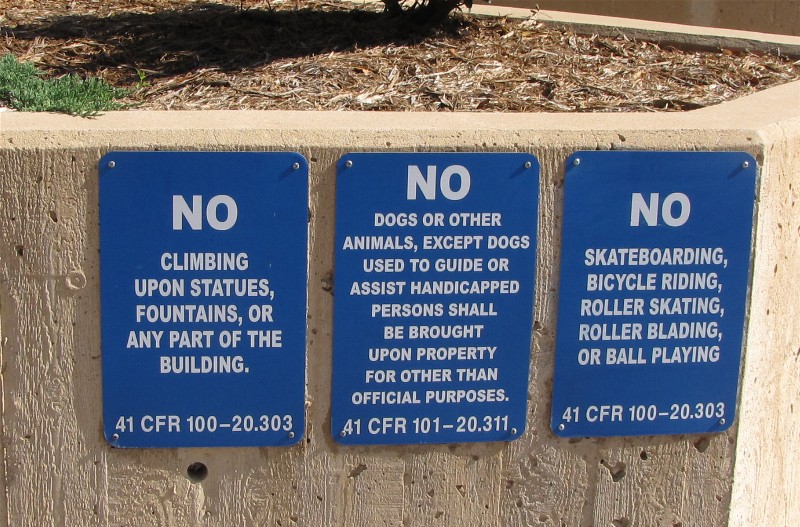 NO
CLIMBING
UPON STATUES,
FOUNTAINS, OR
ANY PART OF THE
BUILDING.
41 CFR 100–20.303
NO
DOGS OR OTHER
ANIMALS, EXCEPT DOGS
USED TO GUIDE OR
ASSIST HANDICAPPED
PERSONS SHALL
BE BROUGHT
UPON PROPERTY
FOR OTHER THAN
OFFICIAL PURPOSES.
41 CFR 101–20.311
NO
SKATEBOARDING,
BICYCLE RIDING,
ROLLER SKATING,
ROLLER BLADING,
OR BALL PLAYING
41 CFR 100–20.303